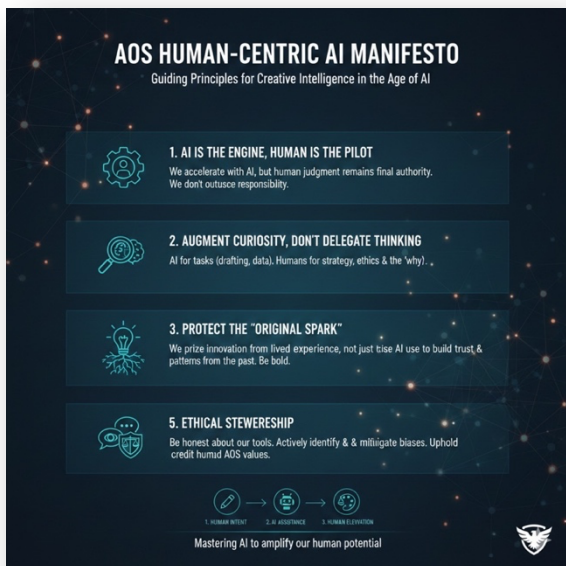 AOS HUMAN-CENTRIC AI MANIFESTO
Guiding Principles for Creative Intelligence in the Age of AI
1. AI IS THE ENGINE, HUMAN IS THE PILOT
We accelerate with AI, but human judgment remains final authority.
We don't outusce responsiblity.
2. AUGMENT CURIOSITY, DON'T DELEGATE THINKING
AI for tasks (drafting, data). Humans for strategy, ethics & the 'why).
3. PROTECT THE "ORIGINAL SPARK"
We prize innovation from lived experience, not just tise AI use to build trust &
patterns from the past. Be bold.
5. ETHICAL STEWERESHIP
Be honest about our tools. Actively identify & & mitigate biases. Uphold
credit humād AOS values.
1. HUMAN INTENT 2. AI ASSISTANCE 3. HUMAN ELEVATION
Mastering AI to amplify our human potential